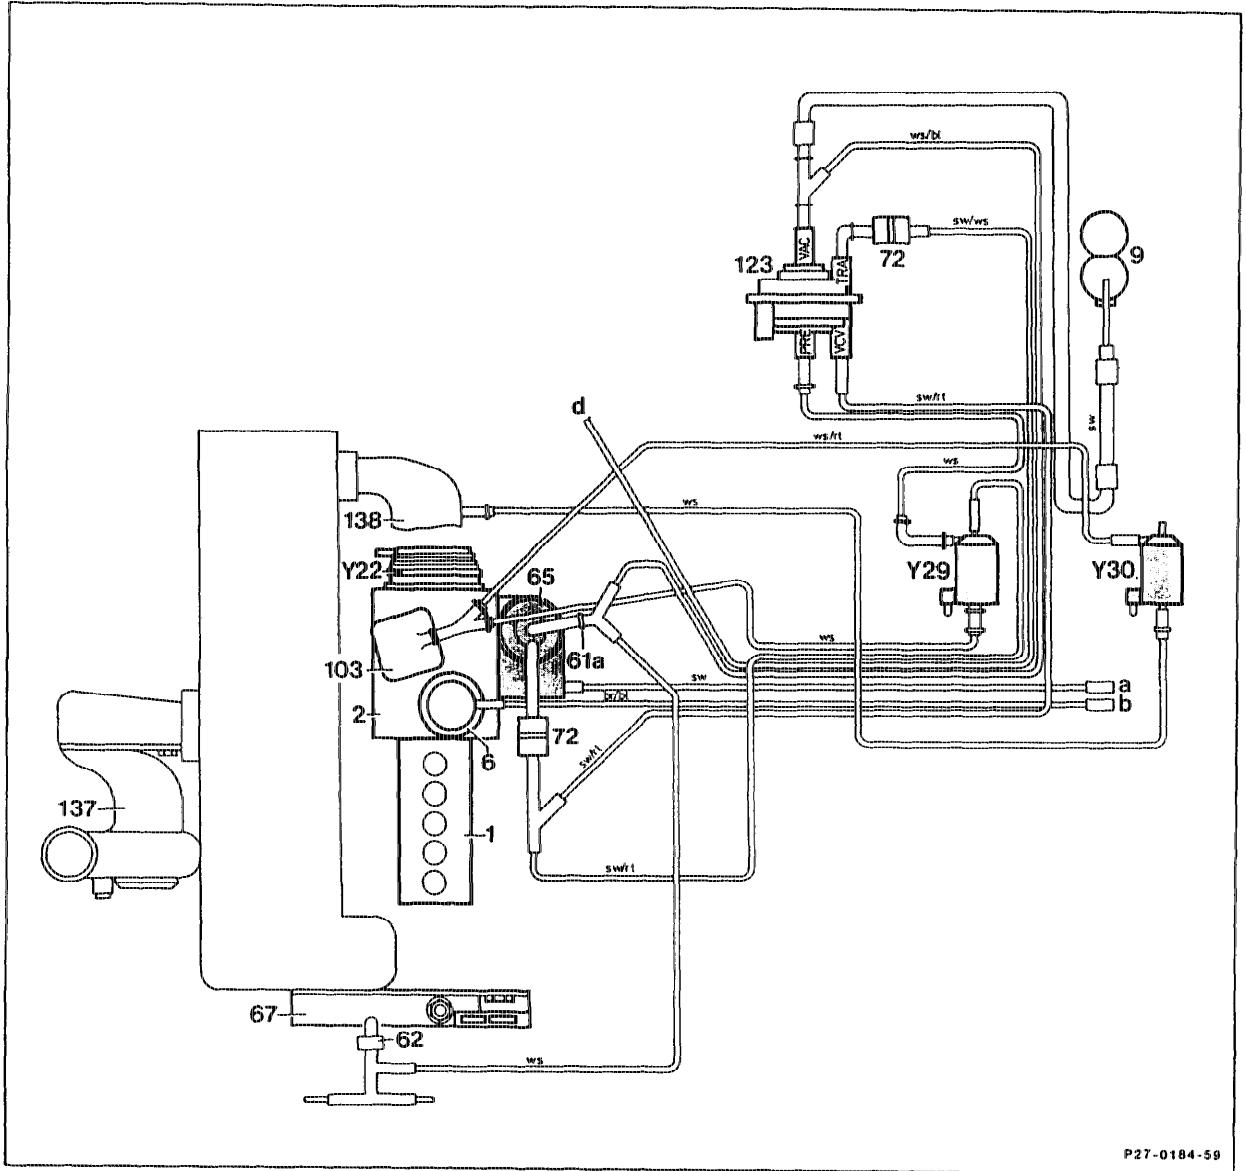 ws/bl
VAC
TRA
72
sw/ws
9
123
PRE
VCV
sw/rt
sw
d
ws/rt
ws
138
ws
Y22
65
Y29
Y30
103
61a
ws
sw
a
br/bl
b
2
6
72
sw/rt
137
1
sw/rt
67
62
ws
P27-0184-59